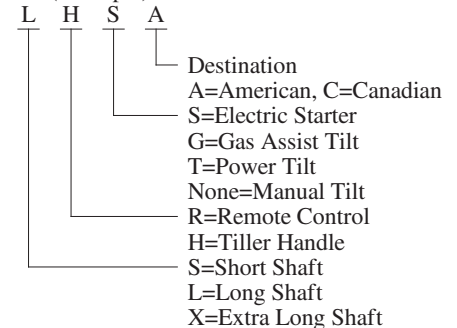 L H S A
Destination
A=American, C=Canadian
S=Electric Starter
G=Gas Assist Tilt
T=Power Tilt
None=Manual Tilt
R=Remote Control
H=Tiller Handle
S=Short Shaft
L=Long Shaft
X=Extra Long Shaft